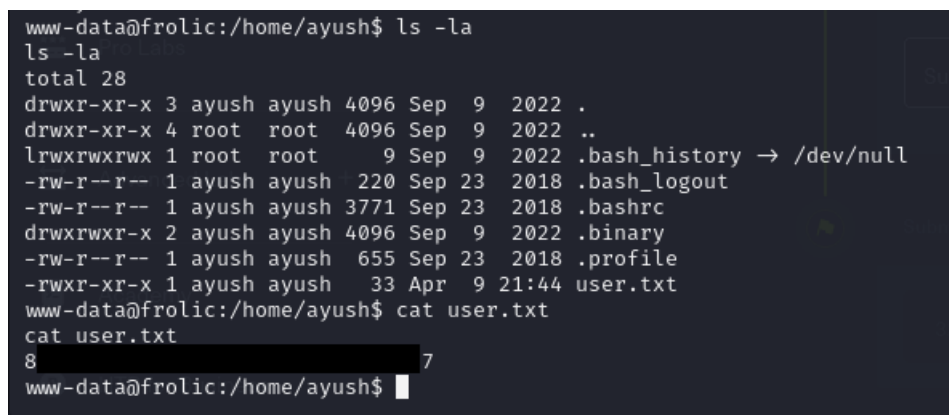 www-data@frolic:/home/ayush$ ls -la
ls -la
total 28
drwxr-xr-x 3 ayush ayush 4096 Sep  9  2022 .
drwxr-xr-x 4 root  root  4096 Sep  9  2022 ..
lrwxrwxrwx 1 root  root     9 Sep  9  2022 .bash_history → /dev/null
-rw-r--r-- 1 ayush ayush  220 Sep 23  2018 .bash_logout
-rw-r--r-- 1 ayush ayush 3771 Sep 23  2018 .bashrc
drwxrwxr-x 2 ayush ayush 4096 Sep  9  2022 .binary
-rw-r--r-- 1 ayush ayush  655 Sep 23  2018 .profile
-rwxr-xr-x 1 ayush ayush   33 Apr  9 21:44 user.txt
www-data@frolic:/home/ayush$ cat user.txt
cat user.txt
8 7
www-data@frolic:/home/ayush$